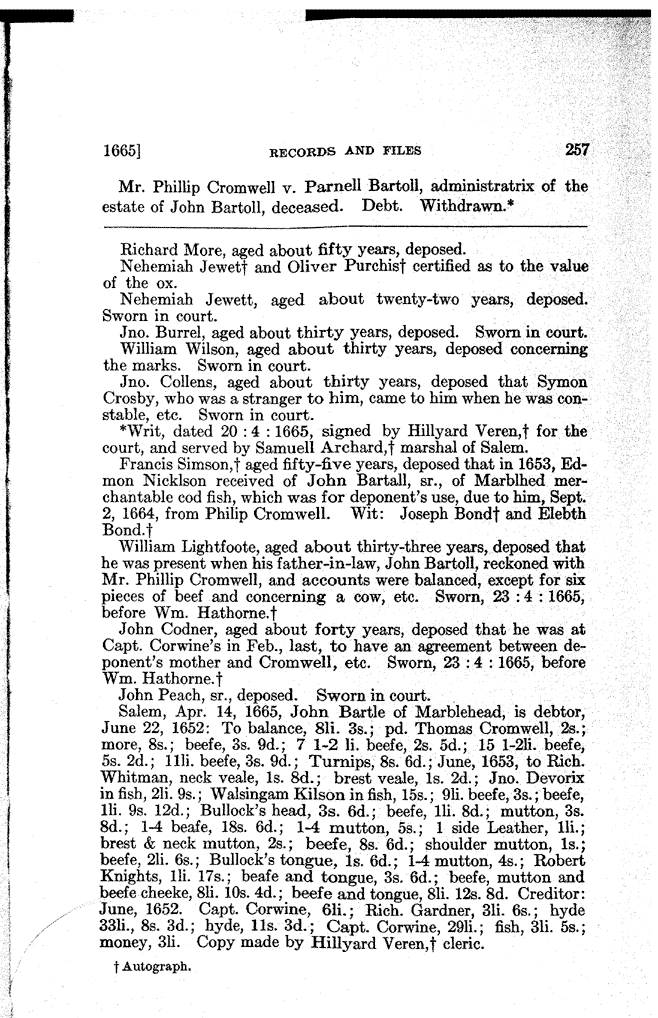 1665] RECORDS AND FILES 257
Mr. Phillip Cromwell v. Parnell Bartoll, administratrix of the
estate of John Bartoll, deceased. Debt. Withdrawn.*
Richard More, aged about fifty years, deposed.
Nehemiah Jewet† and Oliver Purchis† certified as to the value
of the ox.
Nehemiah Jewett, aged about twenty-two years, deposed.
Sworn in court.
Jno. Burrel, aged about thirty years, deposed. Sworn in court.
William Wilson, aged about thirty years, deposed concerning
the marks. Sworn in court.
Jno. Collens, aged about thirty years, deposed that Symon
Crosby, who was a stranger to him, came to him when he was con-
stable, etc. Sworn in court.
*Writ, dated 20 : 4 : 1665, signed by Hillyard Veren,† for the
court, and served by Samuell Archard,† marshal of Salem.
Francis Simson,† aged fifty-five years, deposed that in 1653, Ed-
mon Nicklson received of John Bartall, sr., of Marblhed mer-
chantable cod fish, which was for deponent's use, due to him, Sept.
2, 1664, from Philip Cromwell. Wit: Joseph Bond† and Elebth
Bond.†
William Lightfoote, aged about thirty-three years, deposed that
he was present when his father-in-law, John Bartoll, reckoned with
Mr. Phillip Cromwell, and accounts were balanced, except for six
pieces of beef and concerning a cow, etc. Sworn, 23 : 4 : 1665,
before Wm. Hathorne.†
John Codner, aged about forty years, deposed that he was at
Capt. Corwine's in Feb., last, to have an agreement between de-
ponent's mother and Cromwell, etc. Sworn, 23 : 4 : 1665, before
Wm. Hathorne.†
John Peach, sr., deposed. Sworn in court.
Salem, Apr. 14, 1665, John Bartle of Marblehead, is debtor,
June 22, 1652: To balance, 8li. 3s.; pd. Thomas Cromwell, 2s.;
more, 8s.; beefe, 3s. 9d.; 7 1-2 li. beefe, 2s. 5d.; 15 1-2li. beefe,
5s. 2d.; 11li. beefe, 3s. 9d.; Turnips, 8s. 6d.; June, 1653, to Rich.
Whitman, neck veale, 1s. 8d.; brest veale, 1s. 2d.; Jno. Devorix
in fish, 2li. 9s.; Walsingam Kilson in fish, 15s.; 9li. beefe, 3s.; beefe,
1li. 9s. 12d.; Bullock's head, 3s. 6d.; beefe, 1li. 8d.; mutton, 3s.
8d.; 1-4 beafe, 18s. 6d.; 1-4 mutton, 5s.; 1 side Leather, 1li.;
brest & neck mutton, 2s.; beefe, 8s. 6d.; shoulder mutton, 1s.;
beefe, 2li. 6s.; Bullock's tongue, 1s. 6d.; 1-4 mutton, 4s.; Robert
Knights, 1li. 17s.; beafe and tongue, 3s. 6d.; beefe, mutton and
beefe cheeke, 8li. 10s. 4d.; beefe and tongue, 8li. 12s. 8d. Creditor:
June, 1652. Capt. Corwine, 6li.; Rich. Gardner, 3li. 6s.; hyde
33li., 8s. 3d.; hyde, 11s. 3d.; Capt. Corwine, 29li.; fish, 3li. 5s.;
money, 3li. Copy made by Hillyard Veren,† cleric.
† Autograph.